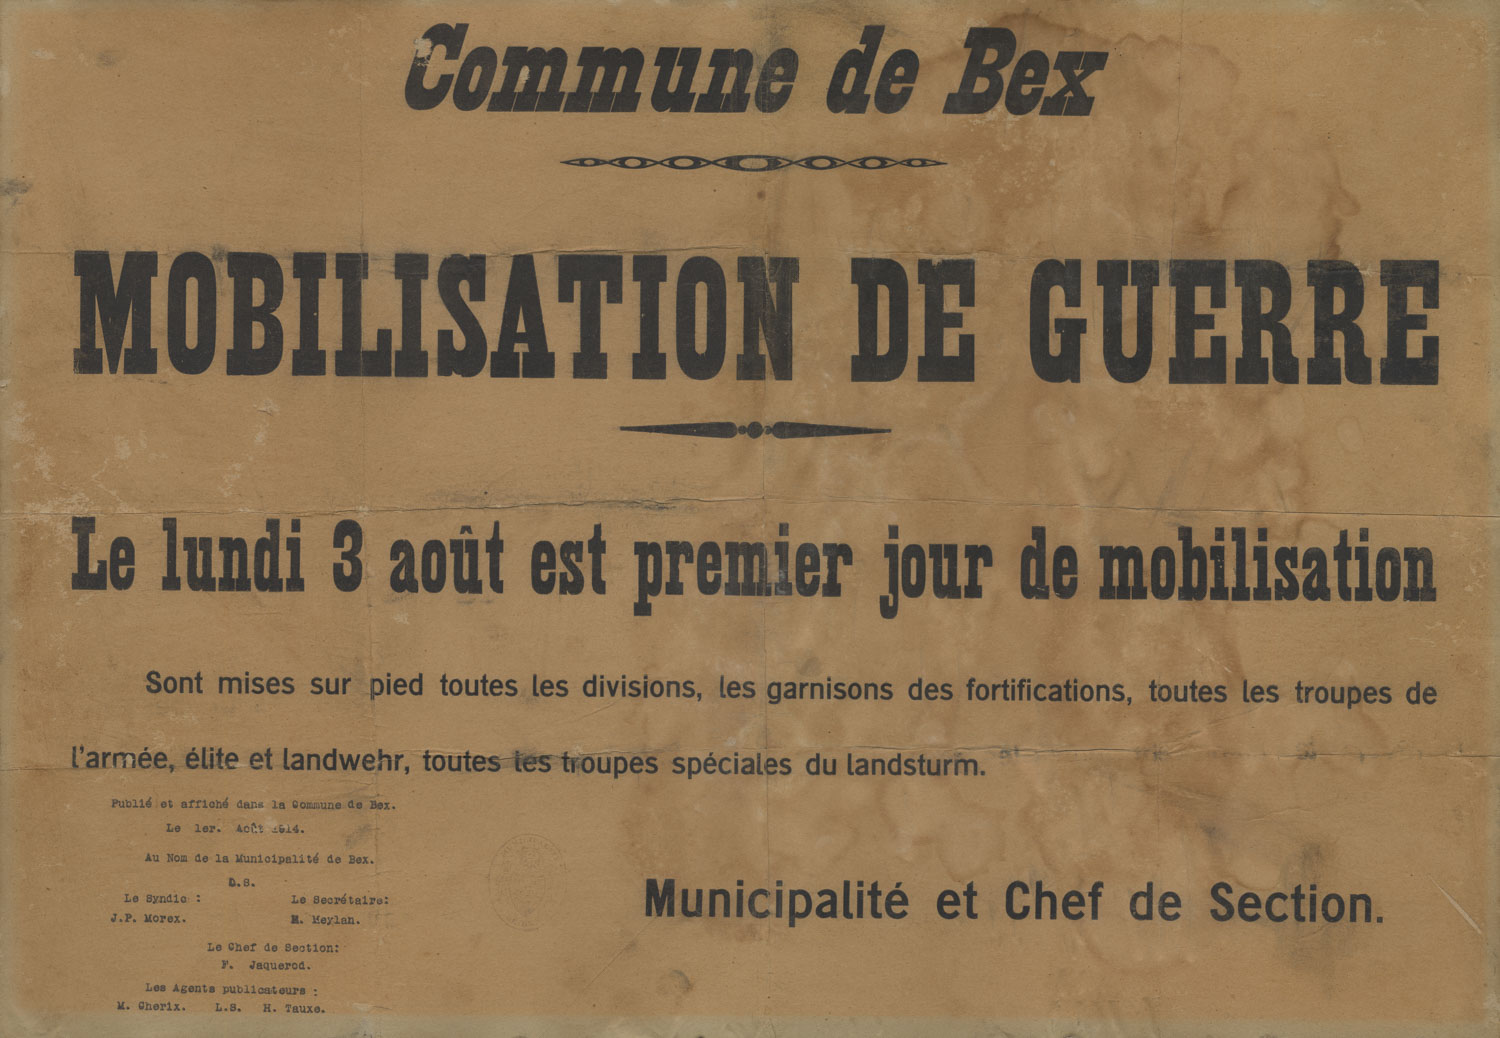 Commune de Bex
MOBILISATION DE GUERRE
Le lundi 3 août est premier jour de mobilisation
Sont mises sur pied toutes les divisions, les garnisons des fortifications, toutes les troupes de
l'armée, élite et landwehr, toutes les troupes spéciales du landsturm.
Publié et affiché dans la Commune de Bex.
Le 1er. Août 1914.
Au Nom de la Municipalité de Bex.
L.S.
Le Syndic : Le Secrétaire:
J.P. Morex. H. Meylan.
Le Chef de Section:
F. Jaquerod.
Les Agents publicateurs :
M. Cherix. L.S. H. Tauxe.
Municipalité et Chef de Section.